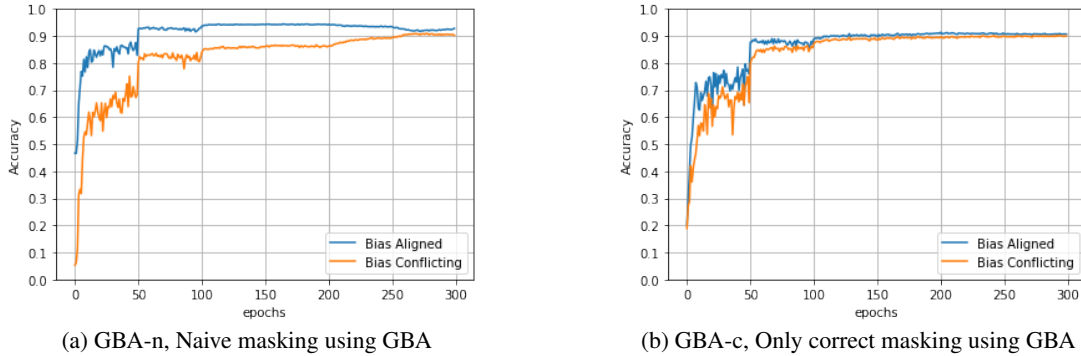 1.0
0.9
0.8
0.7
0.6
0.5
0.4
0.3
0.2
0.1
0.0
Accuracy
0 50 100 150 200 250 300
epochs
Bias Aligned
Bias Conflicting
(a) GBA-n, Naive masking using GBA
1.0
0.9
0.8
0.7
0.6
0.5
0.4
0.3
0.2
0.1
0.0
Accuracy
0 50 100 150 200 250 300
epochs
Bias Aligned
Bias Conflicting
(b) GBA-c, Only correct masking using GBA